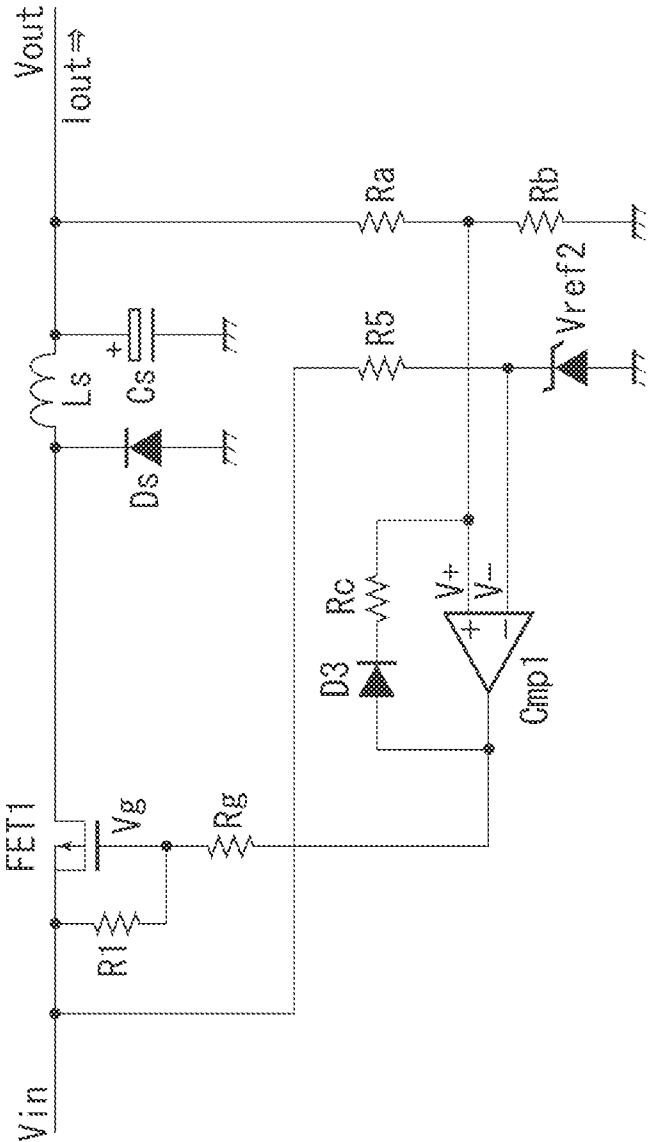 Vin
R1
FET1
Vg
Rg
Ds
Ls
Cs
+
Vout
Iout⇒
D3
Rc
R5
Ra
Cmp1
+
−
V+
V−
Vref2
Rb